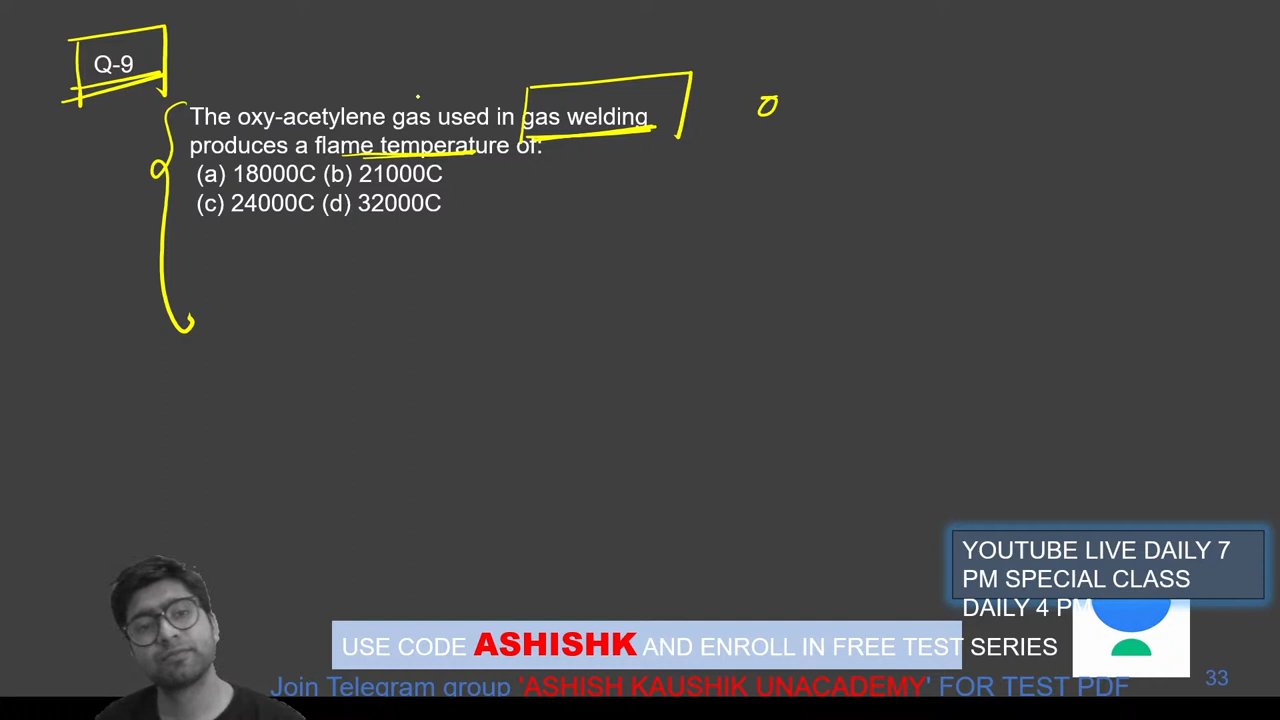 Q-9
The oxy-acetylene gas used in gas welding
produces a flame temperature of:
(a) 18000C (b) 21000C
(c) 24000C (d) 32000C
o
YOUTUBE LIVE DAILY 7
PM SPECIAL CLASS
DAILY 4 PM
USE CODE ASHISHK AND ENROLL IN FREE TEST SERIES
Join Telegram group 'ASHISH KAUSHIK UNACADEMY' FOR TEST PDF
33